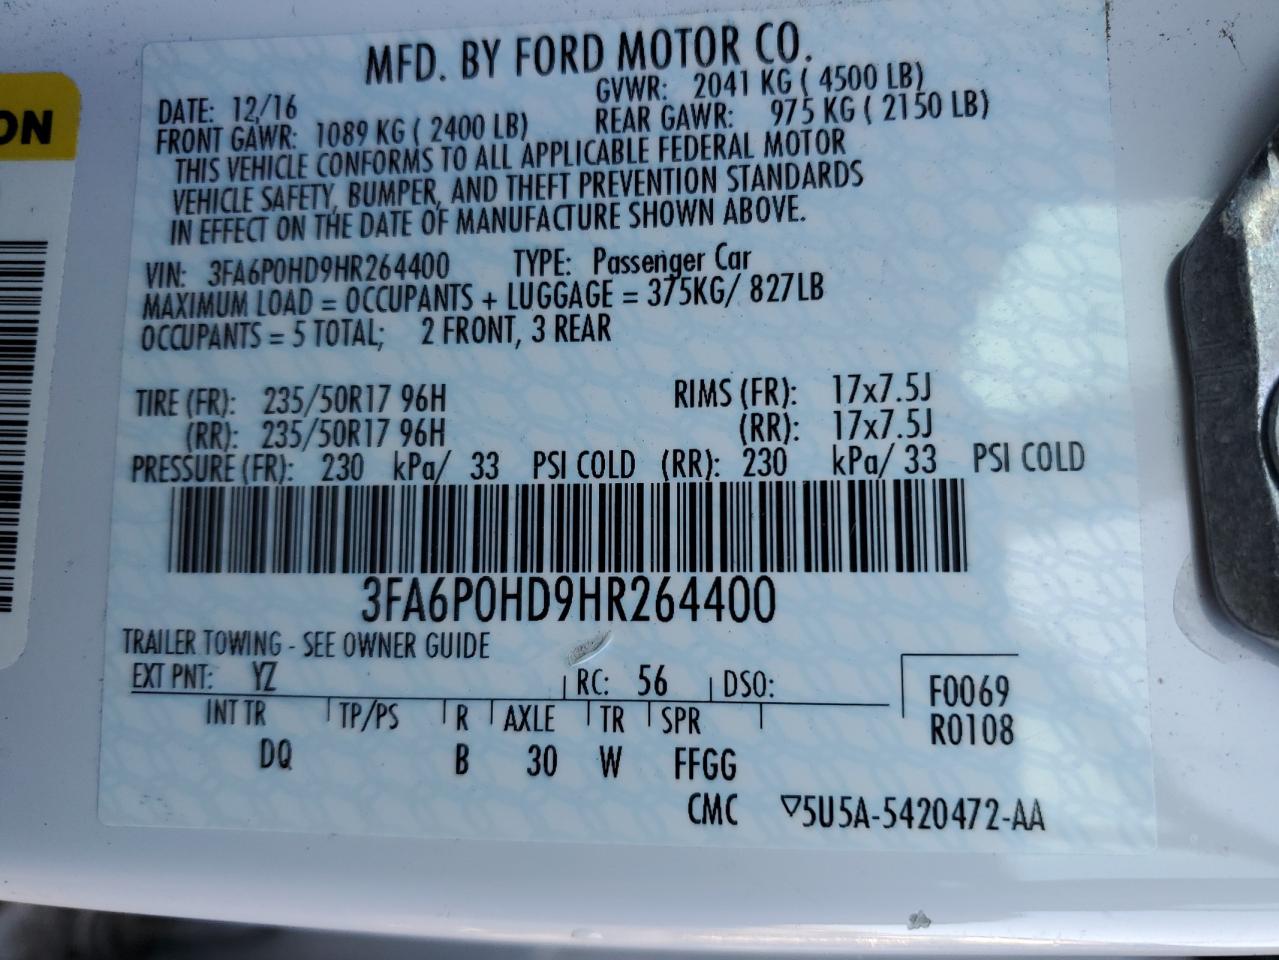 ON
MFD. BY FORD MOTOR CO.
DATE: 12/16 GVWR: 2041 KG ( 4500 LB)
FRONT GAWR: 1089 KG ( 2400 LB) REAR GAWR: 975 KG ( 2150 LB)
THIS VEHICLE CONFORMS TO ALL APPLICABLE FEDERAL MOTOR
VEHICLE SAFETY, BUMPER, AND THEFT PREVENTION STANDARDS
IN EFFECT ON THE DATE OF MANUFACTURE SHOWN ABOVE.
VIN: 3FA6P0HD9HR264400 TYPE: Passenger Car
MAXIMUM LOAD = OCCUPANTS + LUGGAGE = 375KG/ 827LB
OCCUPANTS = 5 TOTAL; 2 FRONT, 3 REAR
TIRE (FR): 235/50R17 96H RIMS (FR): 17x7.5J
(RR): 235/50R17 96H (RR): 17x7.5J
PRESSURE (FR): 230 kPa/ 33 PSI COLD (RR): 230 kPa/ 33 PSI COLD
3FA6P0HD9HR264400
TRAILER TOWING - SEE OWNER GUIDE
EXT PNT: YZ RC: 56 DSO: F0069
INT TR TP/PS R AXLE TR SPR R0108
DQ B 30 W FFGG
CMC ▽5U5A-5420472-AA